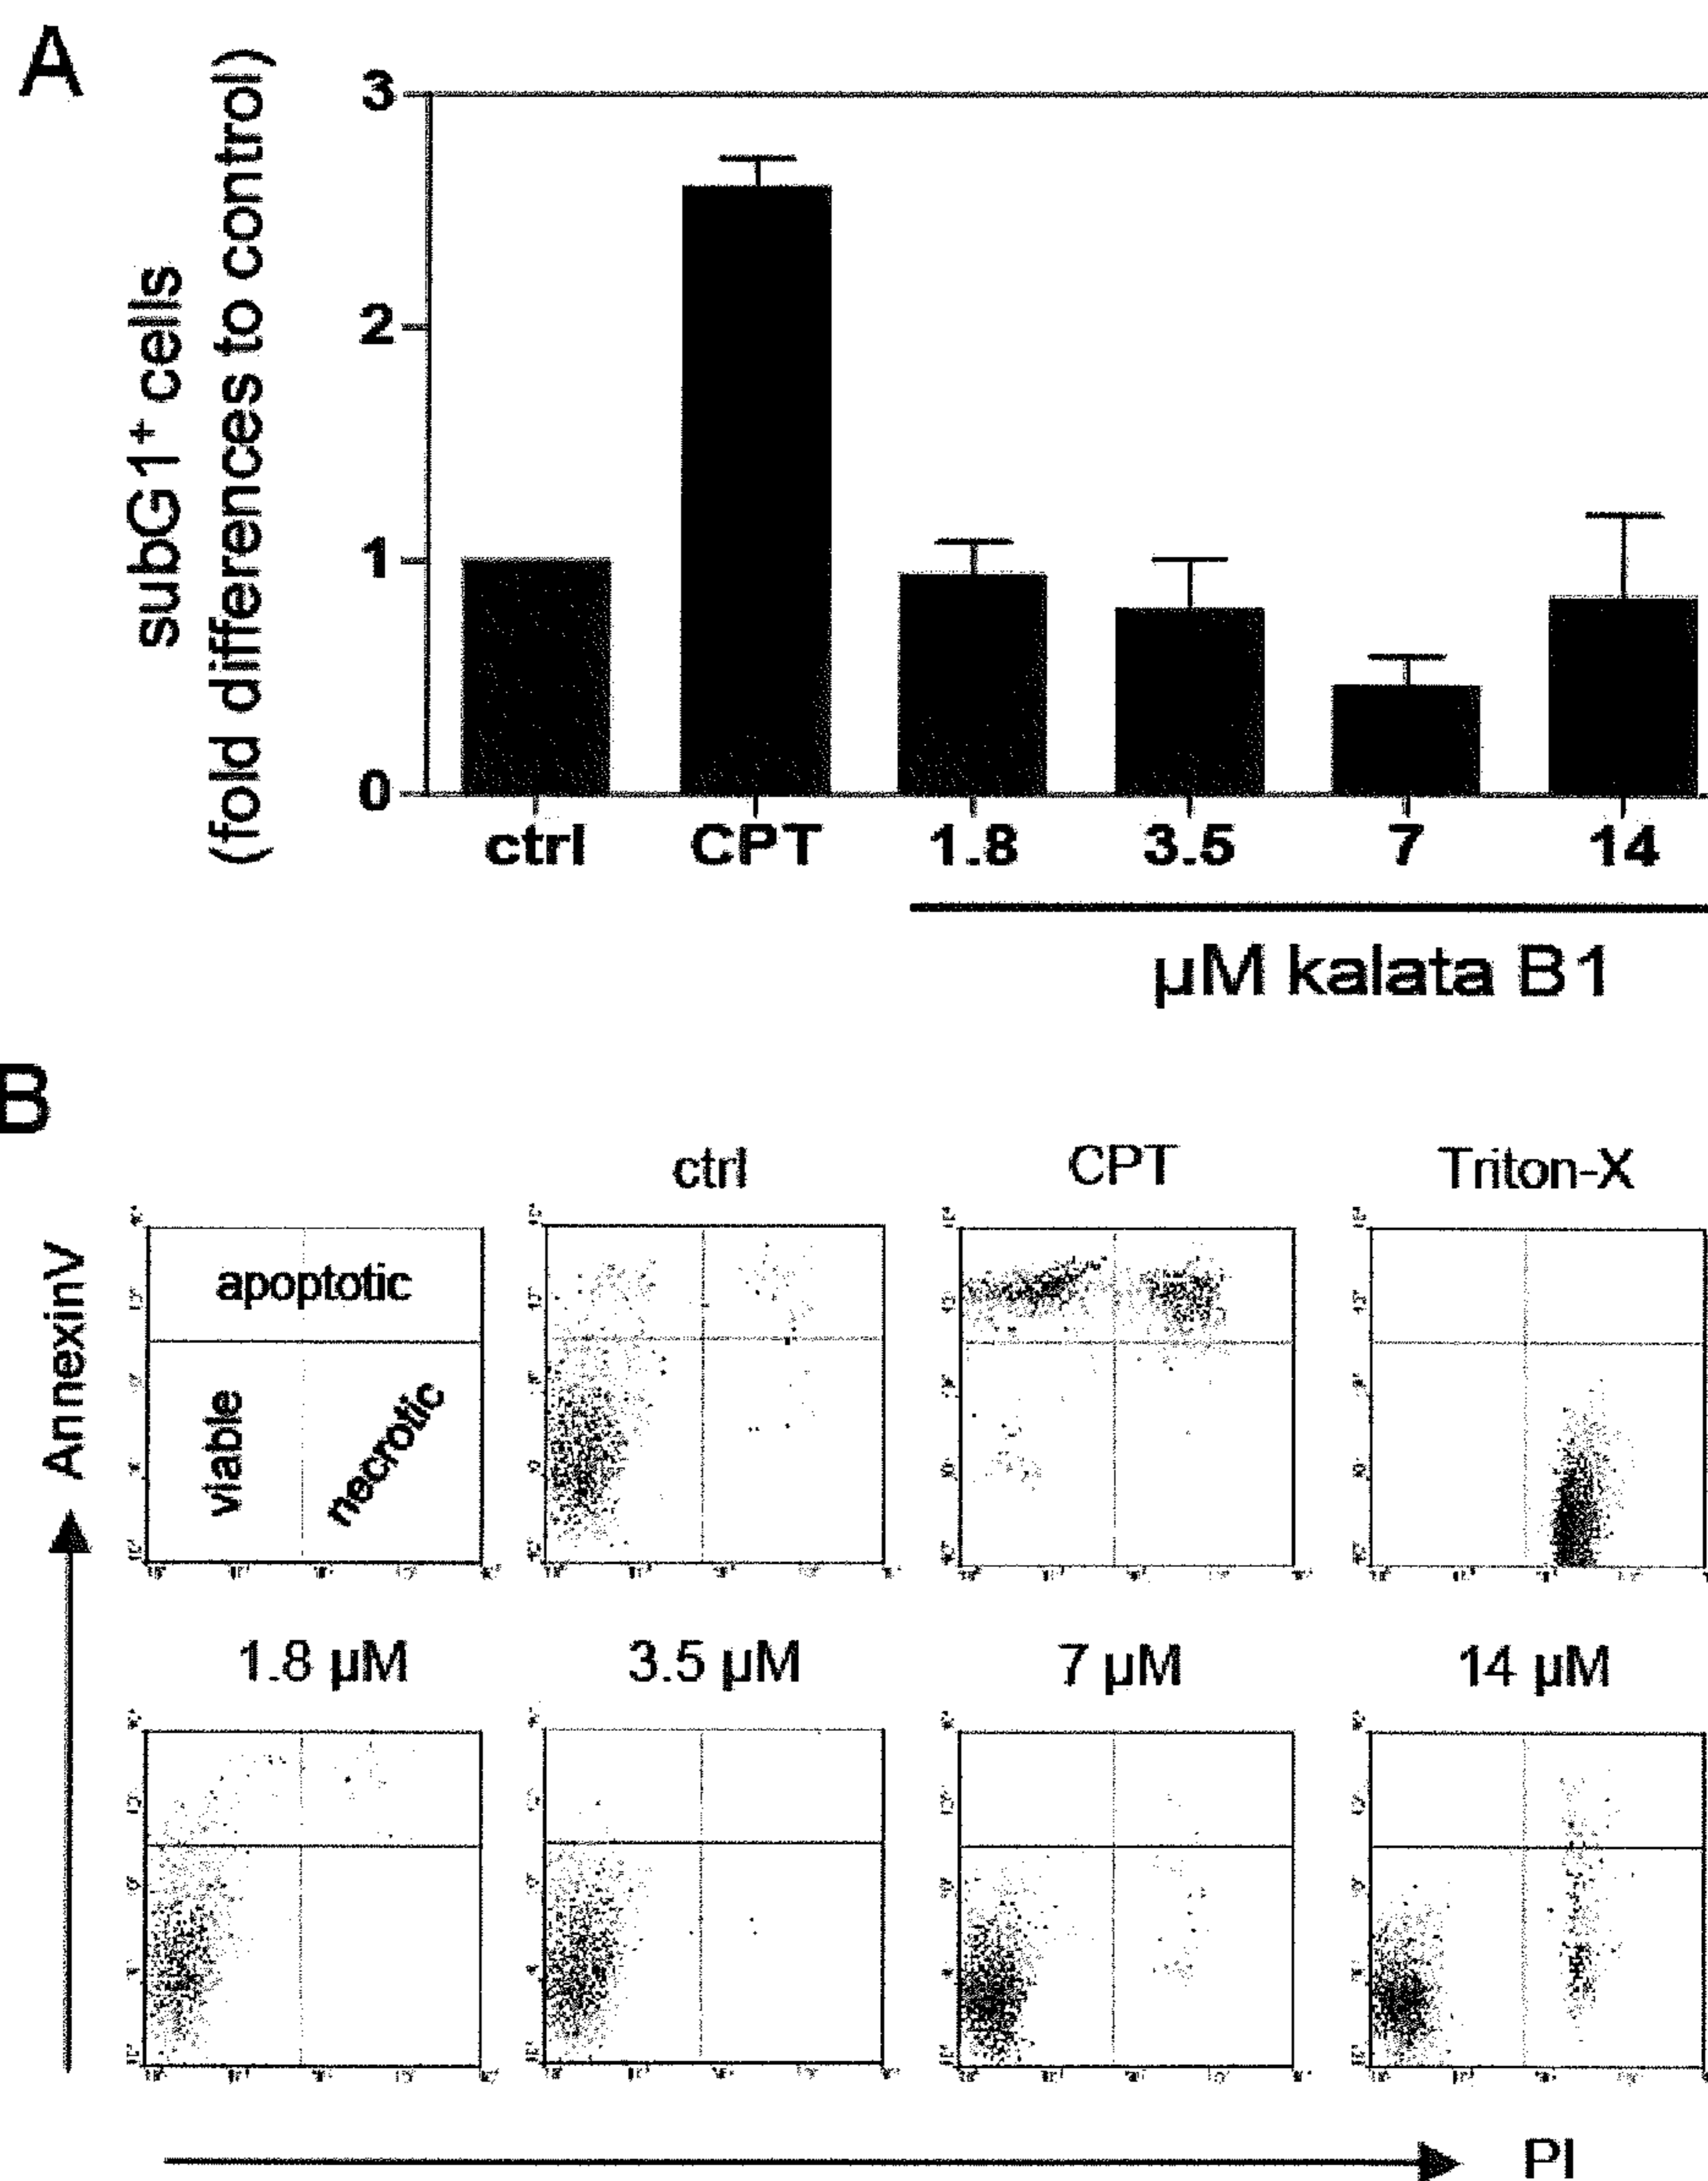 A
subG1⁺ cells
(fold differences to control)
3
2
1
0
ctrl CPT 1.8 3.5 7 14
µM kalata B1
B
ctrl CPT Triton-X
AnnexinV
apoptotic
viable
necrotic
1.8 µM 3.5 µM 7 µM 14 µM
PI